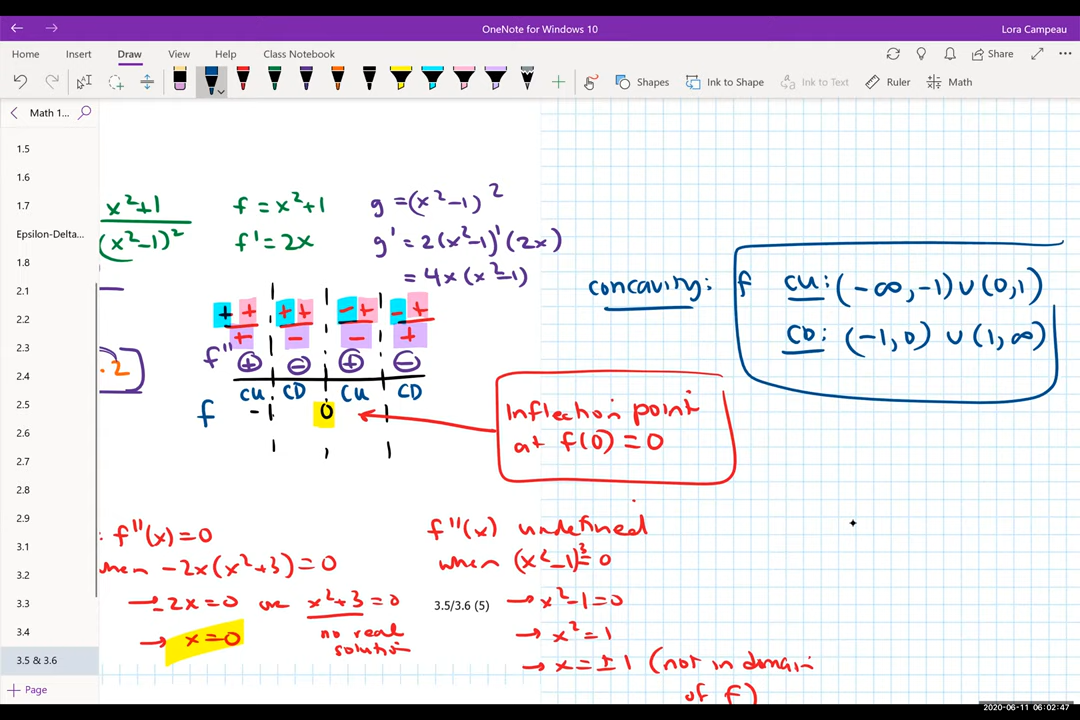 OneNote for Windows 10
Lora Campeau
Home Insert Draw View Help Class Notebook
Share
Shapes Ink to Shape Ink to Text Ruler Math
Math 1...
1.5
1.6
1.7
Epsilon-Delta...
1.8
2.1
2.2
2.3
2.4
2.5
2.6
2.7
2.8
2.9
3.1
3.2
3.3
3.4
3.5 & 3.6
Page
x²+1
(x²-1)²
f = x²+1
f' = 2x
g = (x²-1)²
g' = 2(x²-1)'(2x)
= 4x(x²-1)
+ + + + - + - +
+ - - +
f'' + - + -
CU CD CU CD
f -1 0 1
.2
concavity: f CU: (-∞,-1)∪(0,1)
CD: (-1,0) ∪ (1,∞)
Inflection point
at f(0) = 0
: f''(x)=0
when -2x(x²+3)=0
→ -2x=0 or x²+3=0
no real
solution
→ x=0
f''(x) undefined
when (x²-1)³=0
3.5/3.6 (5)
→ x²-1=0
→ x²=1
→ x=±1 (not in domain
of f)
2020-06-11 06:02:47